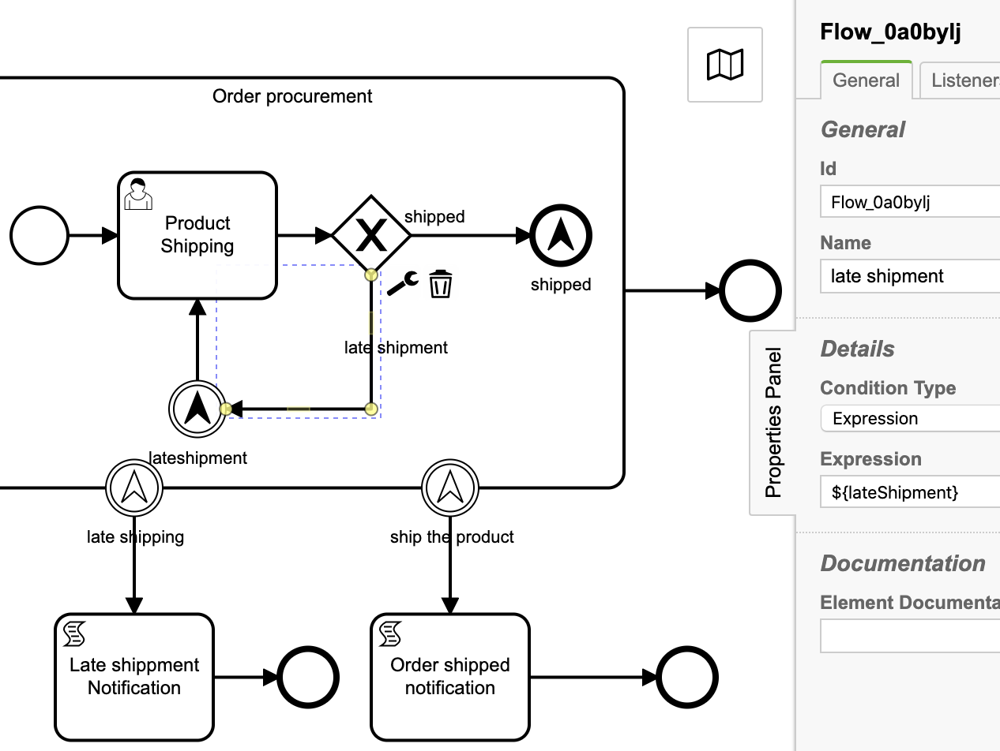 Order procurement
Product
Shipping
shipped
shipped
late shipment
lateshipment
late shipping
ship the product
Late shippment
Notification
Order shipped
notification
Properties Panel
Flow_0a0bylj
General
Listener
General
Id
Flow_0a0bylj
Name
late shipment
Details
Condition Type
Expression
Expression
${lateShipment}
Documentation
Element Documenta